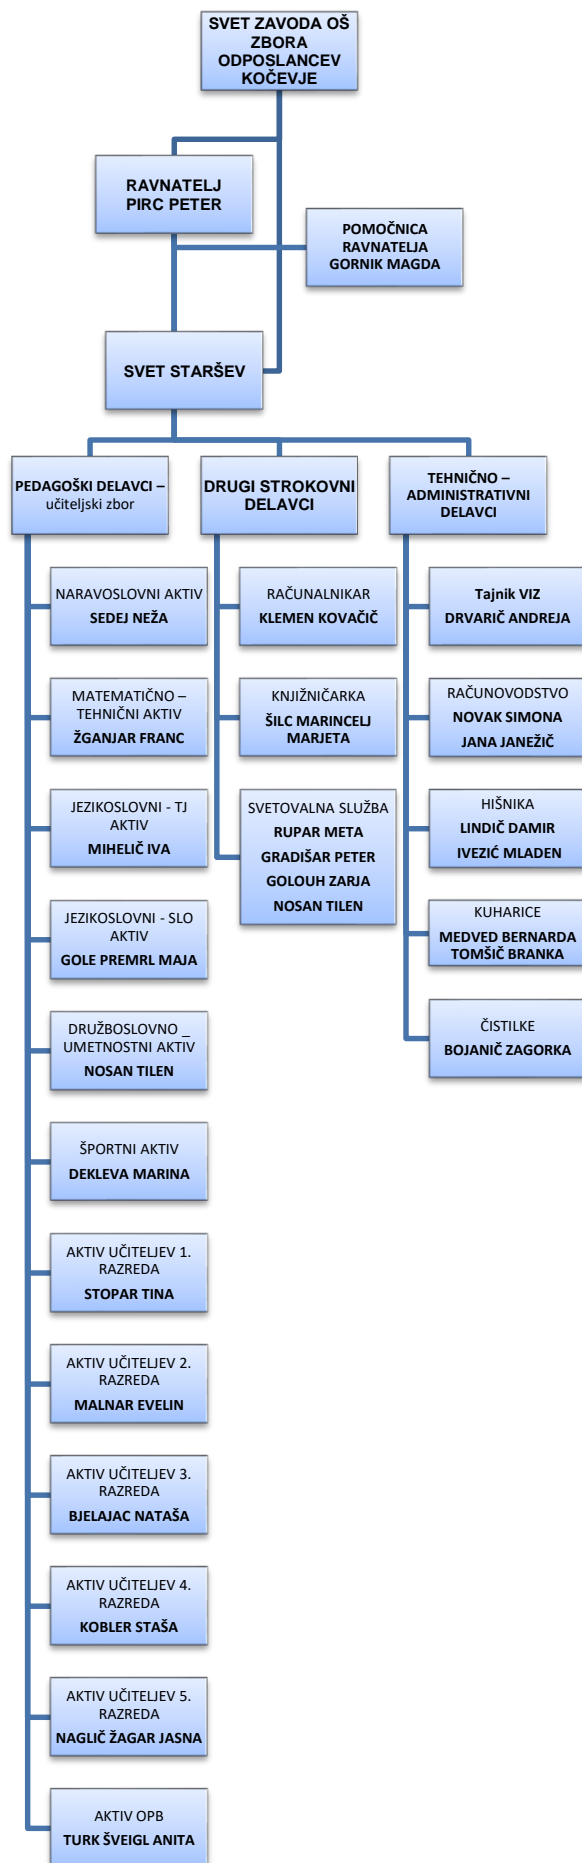 SVET ZAVODA OŠ
ZBORA
ODPOSLANCEV
KOČEVJE
RAVNATELJ
PIRC PETER
POMOČNICA
RAVNATELJA
GORNIK MAGDA
SVET STARŠEV
PEDAGOŠKI DELAVCI –
učiteljski zbor
NARAVOSLOVNI AKTIV
SEDEJ NEŽA
MATEMATIČNO –
TEHNIČNI AKTIV
ŽGANJAR FRANC
JEZIKOSLOVNI - TJ
AKTIV
MIHELIČ IVA
JEZIKOSLOVNI - SLO
AKTIV
GOLE PREMRL MAJA
DRUŽBOSLOVNO _
UMETNOSTNI AKTIV
NOSAN TILEN
ŠPORTNI AKTIV
DEKLEVA MARINA
AKTIV UČITELJEV 1.
RAZREDA
STOPAR TINA
AKTIV UČITELJEV 2.
RAZREDA
MALNAR EVELIN
AKTIV UČITELJEV 3.
RAZREDA
BJELAJAC NATAŠA
AKTIV UČITELJEV 4.
RAZREDA
KOBLER STAŠA
AKTIV UČITELJEV 5.
RAZREDA
NAGLIČ ŽAGAR JASNA
AKTIV OPB
TURK ŠVEIGL ANITA
DRUGI STROKOVNI
DELAVCI
RAČUNALNIKAR
KLEMEN KOVAČIČ
KNJIŽNIČARKA
ŠILC MARINCELJ
MARJETA
SVETOVALNA SLUŽBA
RUPAR META
GRADIŠAR PETER
GOLOUH ZARJA
NOSAN TILEN
TEHNIČNO –
ADMINISTRATIVNI
DELAVCI
Tajnik VIZ
DRVARIČ ANDREJA
RAČUNOVODSTVO
NOVAK SIMONA
JANA JANEŽIČ
HIŠNIKA
LINDIČ DAMIR
IVEZIĆ MLADEN
KUHARICE
MEDVED BERNARDA
TOMŠIČ BRANKA
ČISTILKE
BOJANIČ ZAGORKA